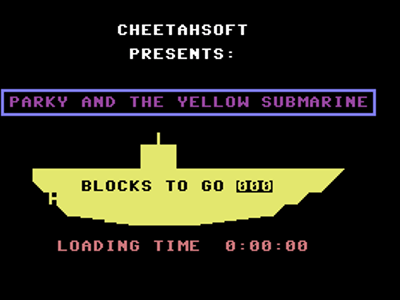 CHEETAHSOFT
PRESENTS:
PARKY AND THE YELLOW SUBMARINE
BLOCKS TO GO 000
LOADING TIME 0:00:00